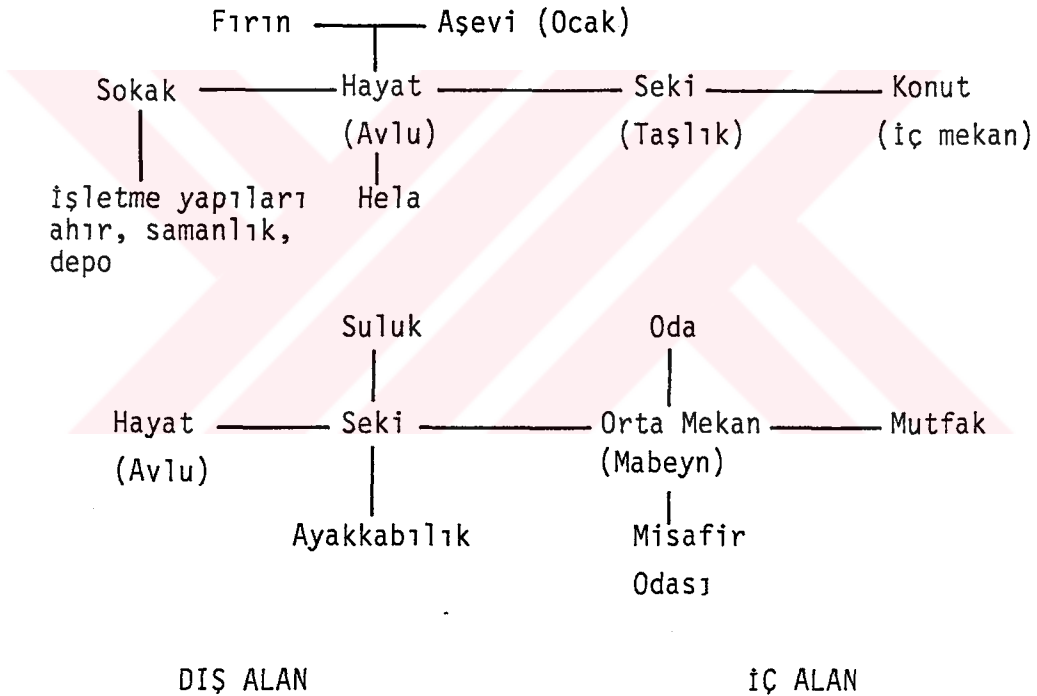 Fırın Aşevi (Ocak)
Sokak Hayat Seki Konut
(Avlu) (Taşlık) (İç mekan)
İşletme yapıları Hela
ahır, samanlık,
depo
Suluk Oda
Hayat Seki Orta Mekan Mutfak
(Avlu) (Mabeyn)
Ayakkabılık Misafir
Odası
DIŞ ALAN İÇ ALAN